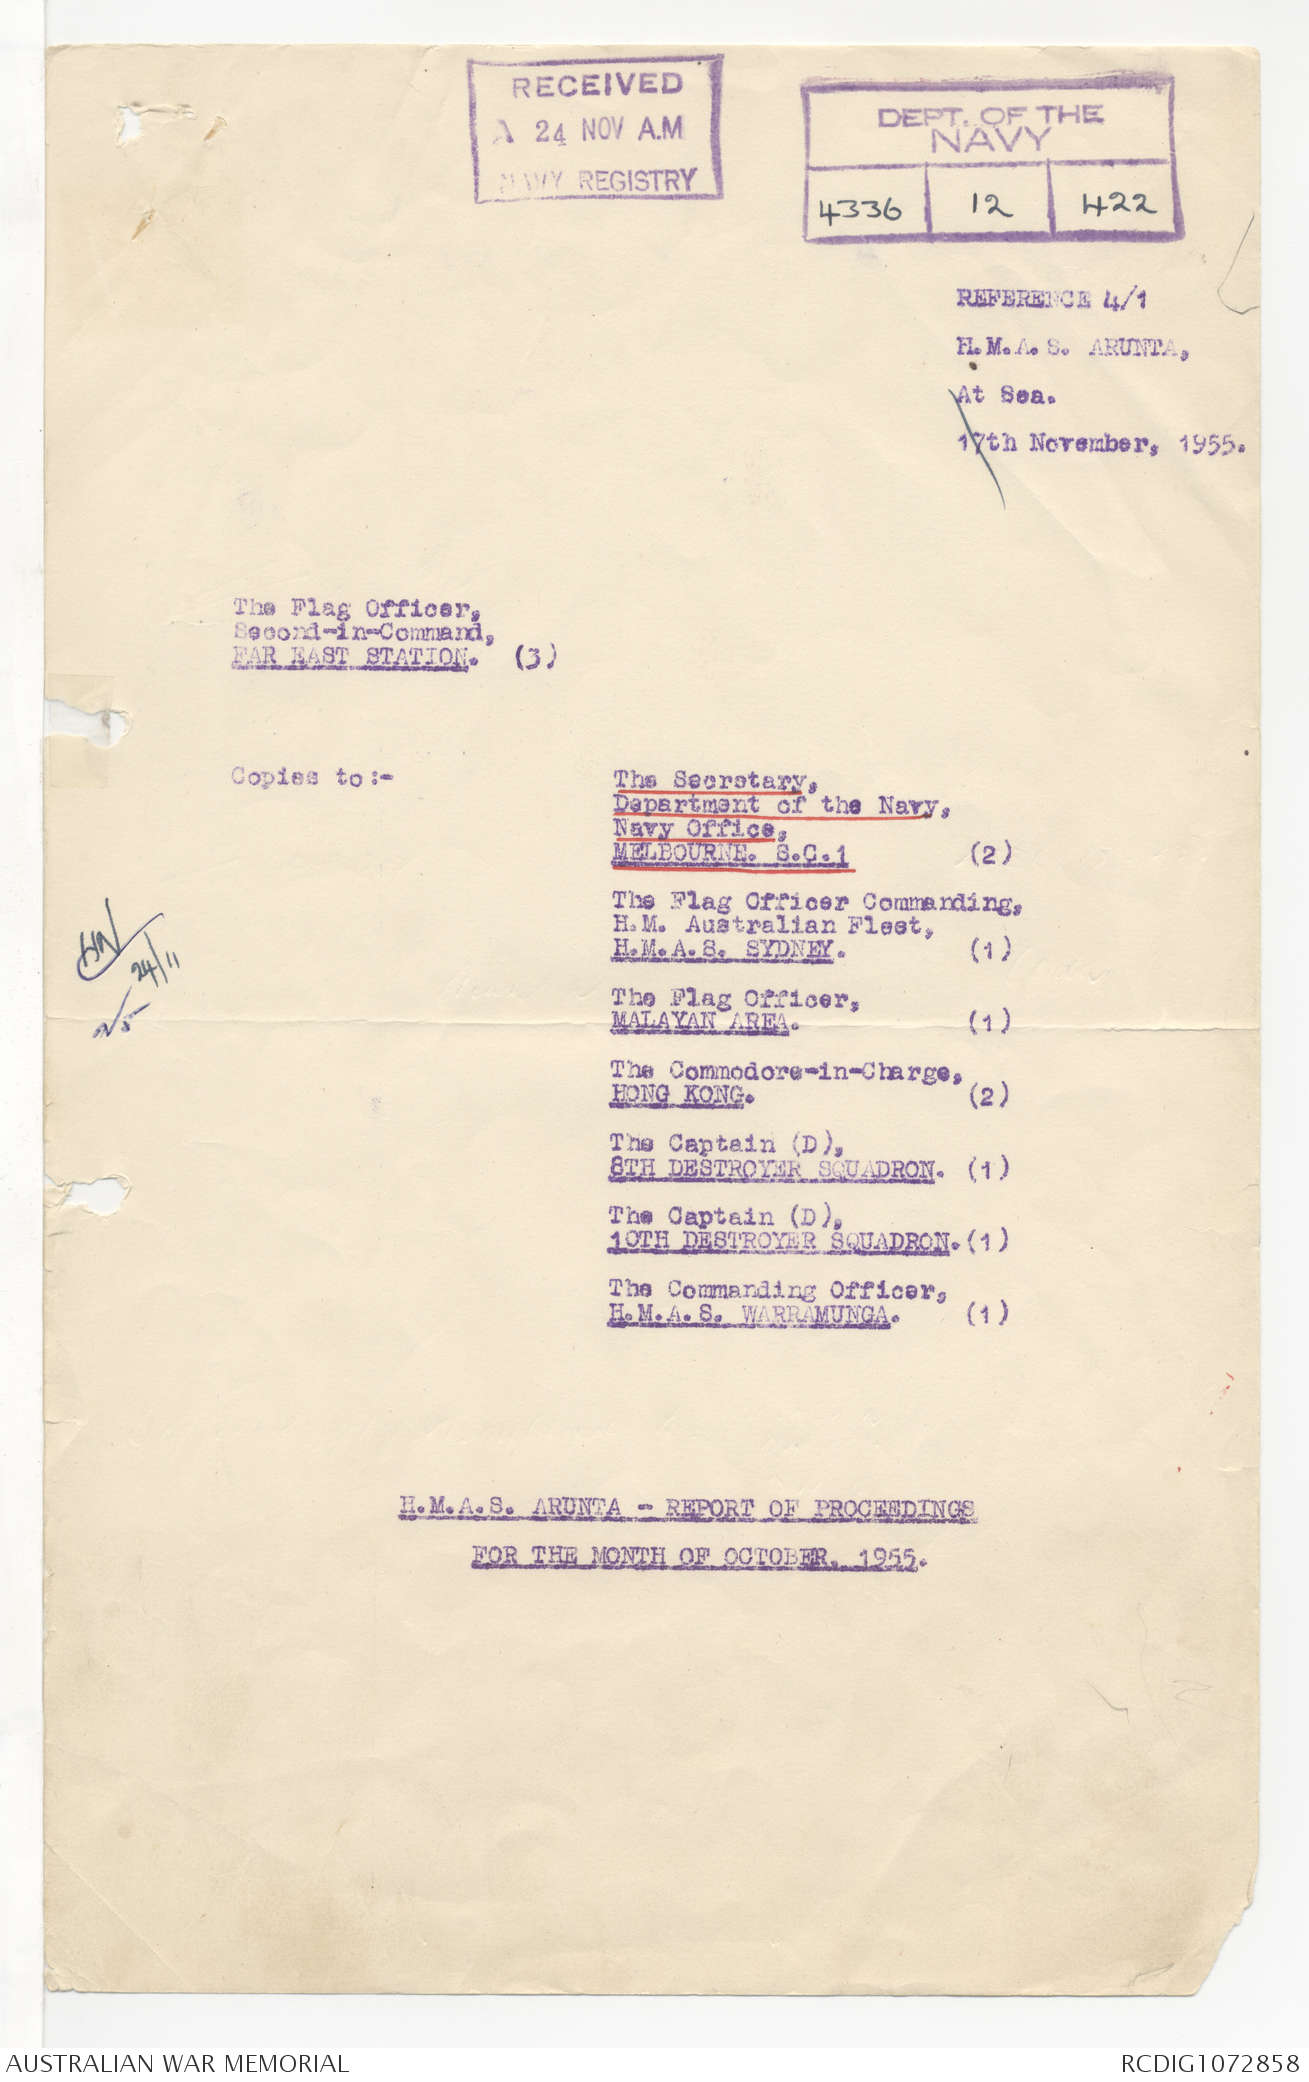 RECEIVED
A 24 NOV A.M
NAVY REGISTRY
DEPT. OF THE
NAVY
4336 12 422
REFERENCE 4/1
H.M.A.S. ARUNTA,
At Sea.
17th November, 1955.
The Flag Officer,
Second-in-Command,
FAR EAST STATION. (3)
Copies to:-
The Secretary,
Department of the Navy,
Navy Office,
MELBOURNE. S.C.1 (2)
The Flag Officer Commanding,
H.M. Australian Fleet,
H.M.A.S. SYDNEY. (1)
24/11
The Flag Officer,
MALAYAN AREA. (1)
The Commodore-in-Charge,
HONG KONG. (2)
The Captain (D),
8TH DESTROYER SQUADRON. (1)
The Captain (D),
10TH DESTROYER SQUADRON. (1)
The Commanding Officer,
H.M.A.S. WARRAMUNGA. (1)
H.M.A.S. ARUNTA - REPORT OF PROCEEDINGS
FOR THE MONTH OF OCTOBER, 1955.
AUSTRALIAN WAR MEMORIAL
RCDIG1072858